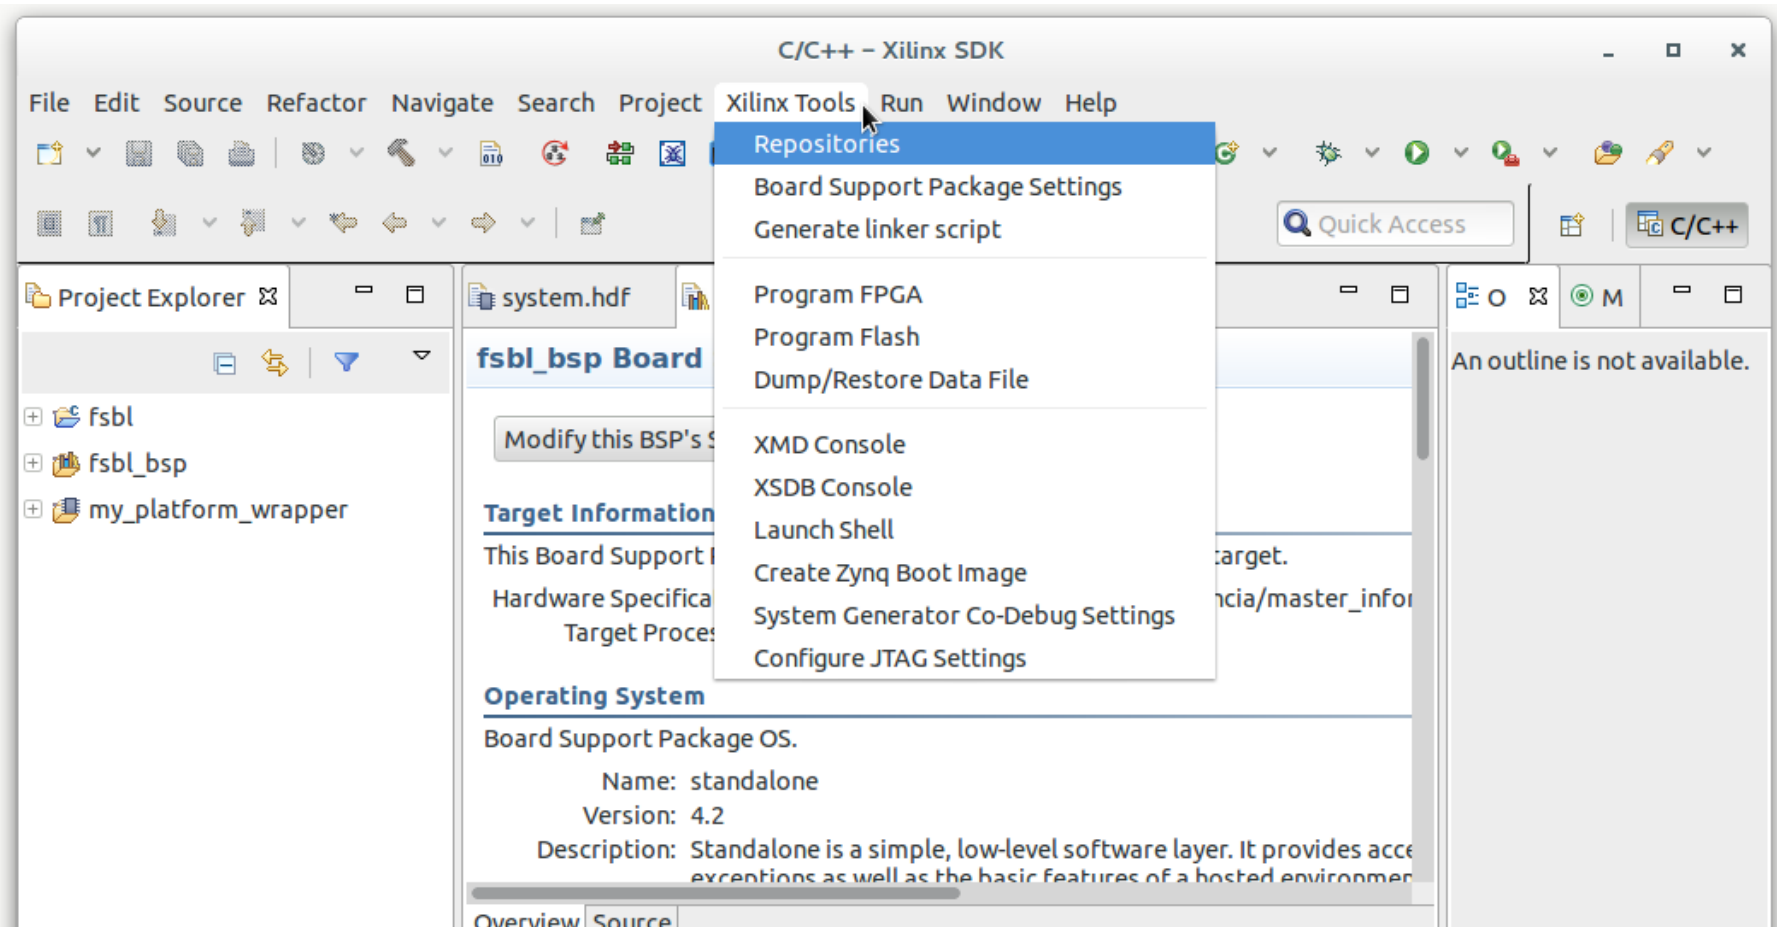 C/C++ – Xilinx SDK
File Edit Source Refactor Navigate Search Project Xilinx Tools Run Window Help
Quick Access
C/C++
Repositories
Board Support Package Settings
Generate linker script
Program FPGA
Program Flash
Dump/Restore Data File
XMD Console
XSDB Console
Launch Shell
Create Zynq Boot Image
System Generator Co-Debug Settings
Configure JTAG Settings
Project Explorer
fsbl
fsbl_bsp
my_platform_wrapper
system.hdf
fsbl_bsp Board
Modify this BSP's
Target Information
This Board Support target.
Hardware Specifica ncia/master_infor
Target Proces
Operating System
Board Support Package OS.
Name: standalone
Version: 4.2
Description: Standalone is a simple, low-level software layer. It provides acce
exceptions as well as the basic features of a hosted environmen
Overview Source
O M
An outline is not available.